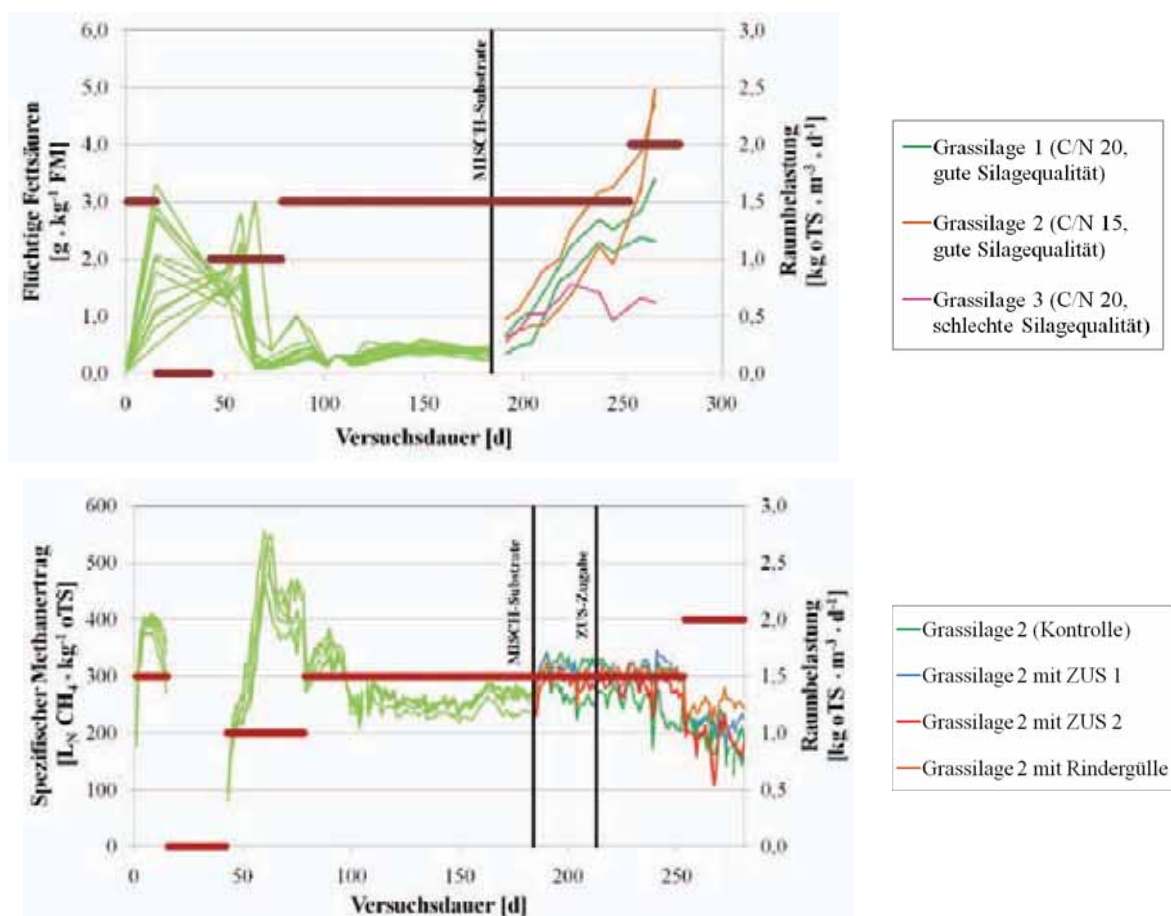 6,0
5,0
4,0
3,0
2,0
1,0
0,0
Flüchtige Fettsäuren
[g · kg⁻¹ FM]
MISCH-Substrate
3,0
2,5
2,0
1,5
1,0
0,5
0,0
Raumbelastung
[kg oTS · m⁻³ · d⁻¹]
0 50 100 150 200 250 300
Versuchsdauer [d]
Grassilage 1 (C/N 20,
gute Silagequalität)
Grassilage 2 (C/N 15,
gute Silagequalität)
Grassilage 3 (C/N 20,
schlechte Silagequalität)
600
500
400
300
200
100
0
Spezifischer Methanertrag
[L_N CH₄ · kg⁻¹ oTS]
MISCH-Substrate
ZUS-Zugabe
3,0
2,5
2,0
1,5
1,0
0,5
0,0
Raumbelastung
[kg oTS · m⁻³ · d⁻¹]
0 50 100 150 200 250
Versuchsdauer [d]
Grassilage 2 (Kontrolle)
Grassilage 2 mit ZUS 1
Grassilage 2 mit ZUS 2
Grassilage 2 mit Rindergülle